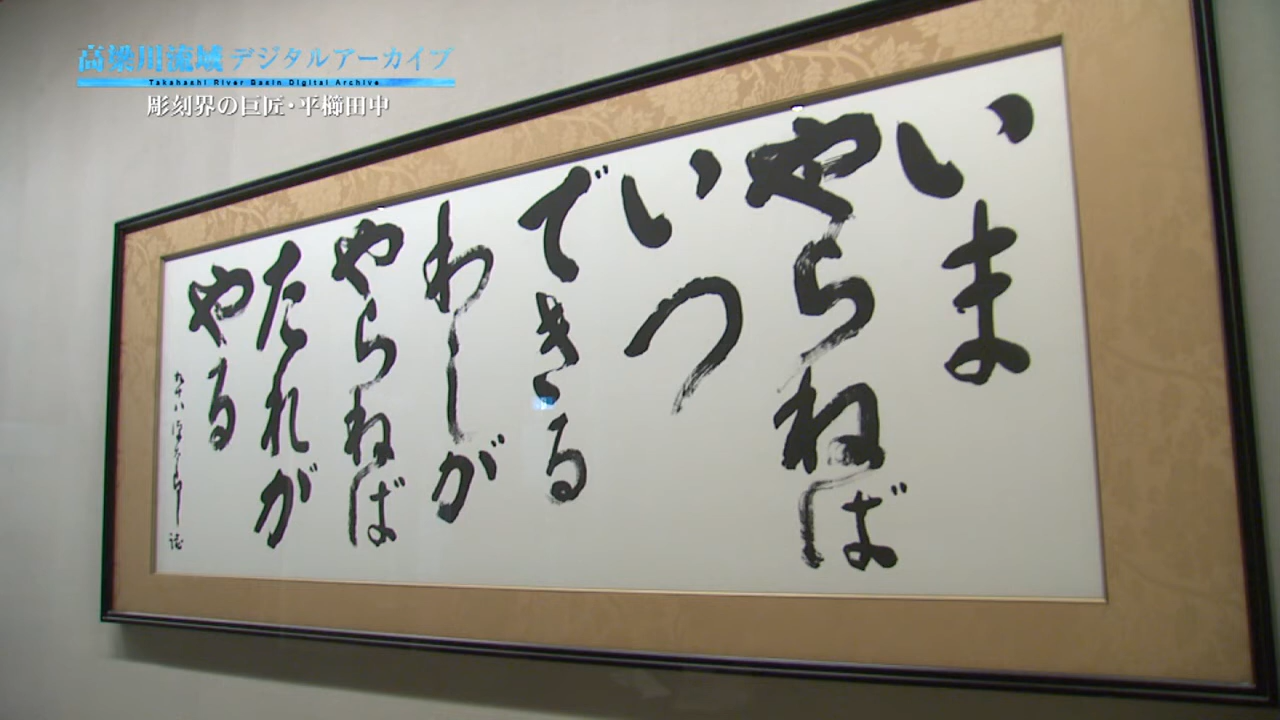 高梁川流域デジタルアーカイブ
Takahashi River Basin Digital Archive
彫刻界の巨匠・平櫛田中
いま
やらねば
いつ
できる
わしが
やらねば
たれが
やる